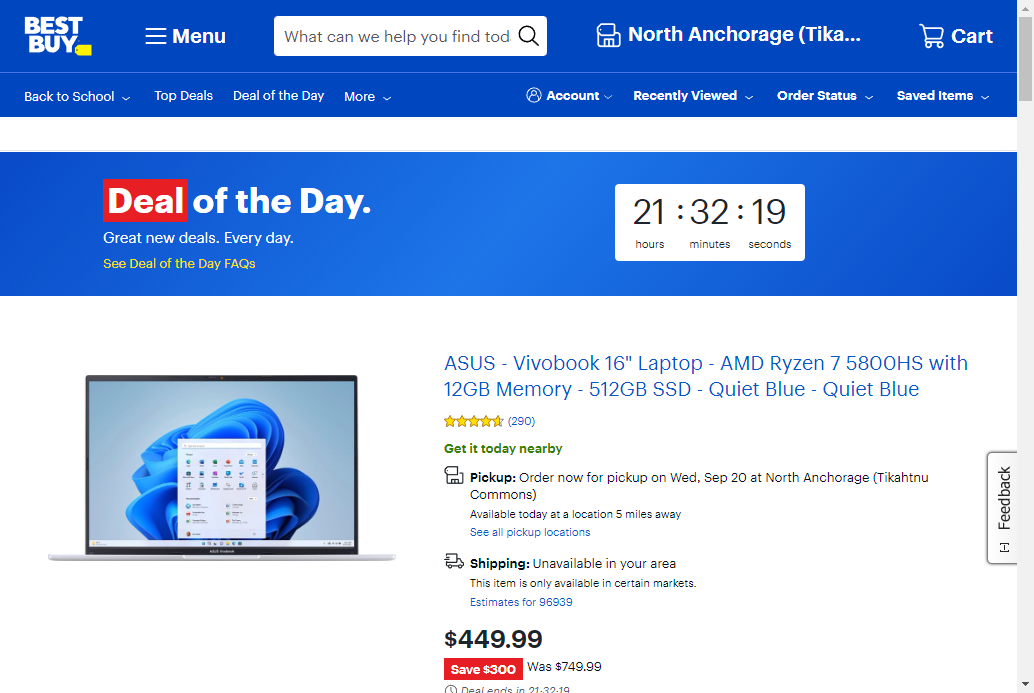 BEST
BUY
Menu
What can we help you find tod
North Anchorage (Tika...
Cart
Back to School
Top Deals
Deal of the Day
More
Account
Recently Viewed
Order Status
Saved Items
Deal of the Day.
Great new deals. Every day.
See Deal of the Day FAQs
21 : 32 : 19
hours minutes seconds
ASUS - Vivobook 16" Laptop - AMD Ryzen 7 5800HS with
12GB Memory - 512GB SSD - Quiet Blue - Quiet Blue
(290)
Get it today nearby
Pickup: Order now for pickup on Wed, Sep 20 at North Anchorage (Tikahtnu
Commons)
Available today at a location 5 miles away
See all pickup locations
Shipping: Unavailable in your area
This item is only available in certain markets.
Estimates for 96939
$449.99
Save $300 Was $749.99
Deal ends in 21:32:19
Feedback
ASUS Vivobook